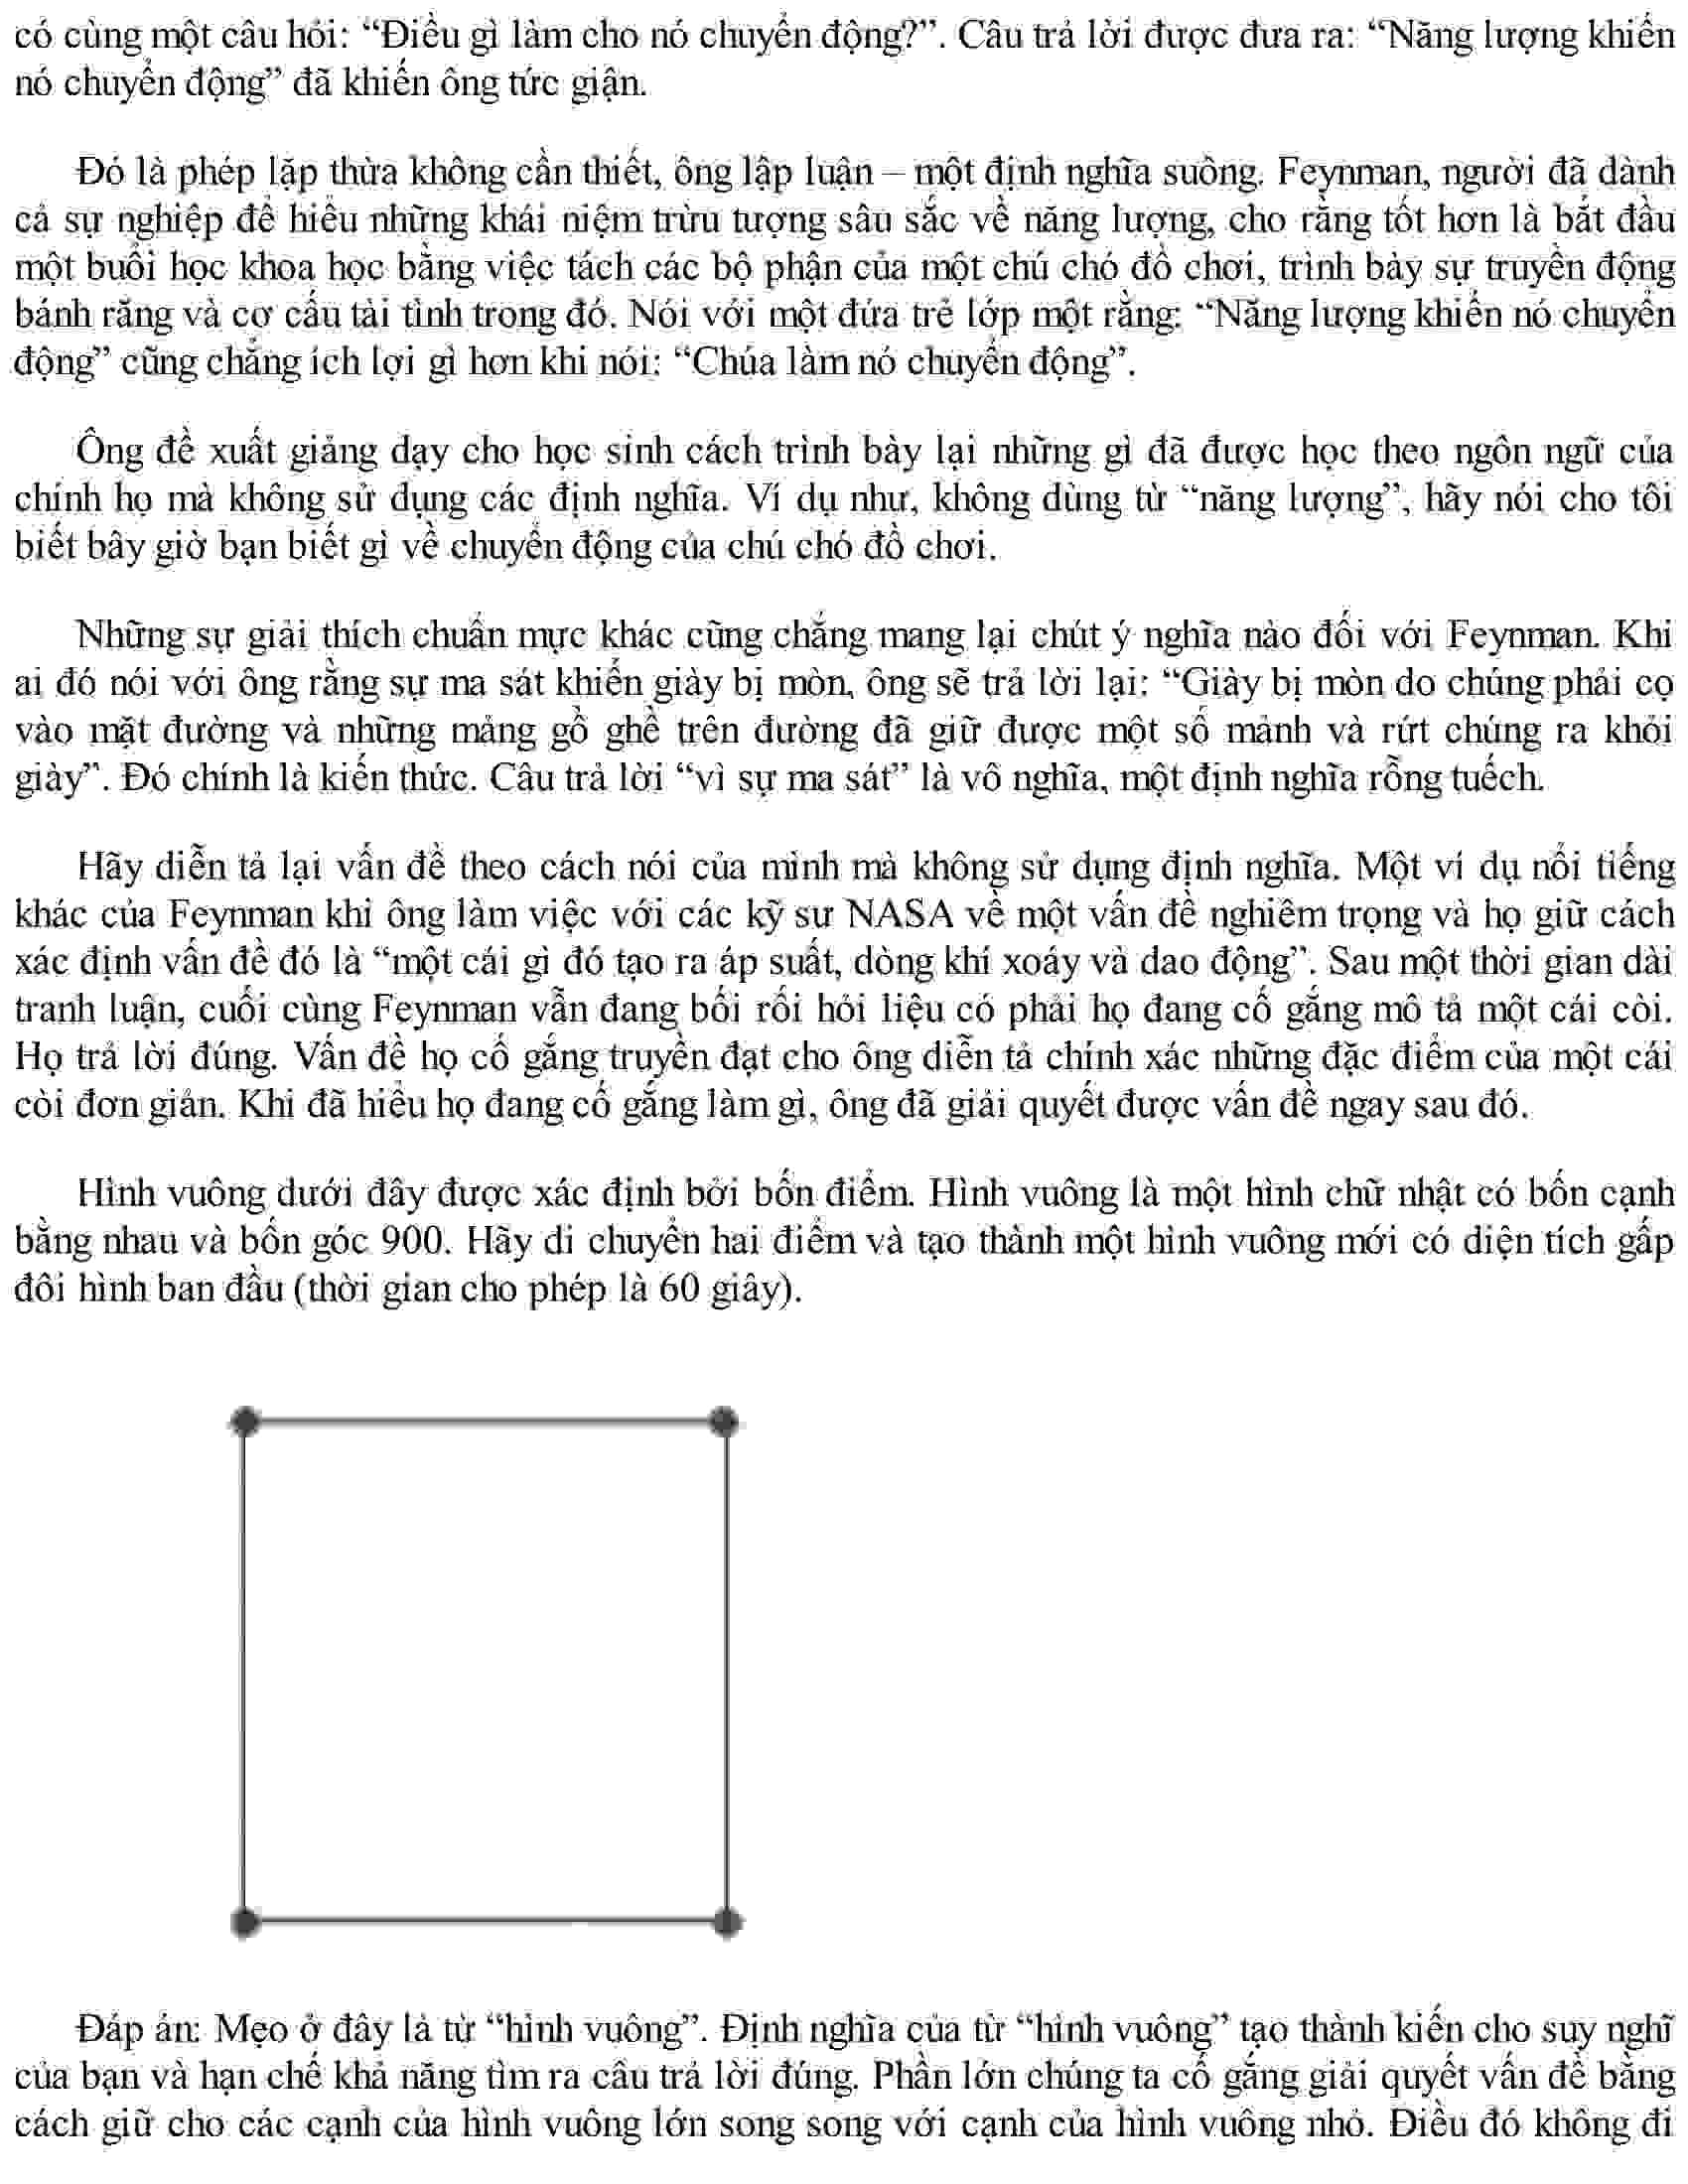 có cùng một câu hỏi: “Điều gì làm cho nó chuyển động?”. Câu trả lời được đưa ra: “Năng lượng khiến
nó chuyển động” đã khiến ông tức giận.
Đó là phép lặp thừa không cần thiết, ông lập luận – một định nghĩa suông. Feynman, người đã dành
cả sự nghiệp để hiểu những khái niệm trừu tượng sâu sắc về năng lượng, cho rằng tốt hơn là bắt đầu
một buổi học khoa học bằng việc tách các bộ phận của một chú chó đồ chơi, trình bày sự truyền động
bánh răng và cơ cấu tài tình trong đó. Nói với một đứa trẻ lớp một rằng: “Năng lượng khiến nó chuyển
động” cũng chẳng ích lợi gì hơn khi nói: “Chúa làm nó chuyển động”.
Ông đề xuất giảng dạy cho học sinh cách trình bày lại những gì đã được học theo ngôn ngữ của
chính họ mà không sử dụng các định nghĩa. Ví dụ như, không dùng từ “năng lượng”, hãy nói cho tôi
biết bây giờ bạn biết gì về chuyển động của chú chó đồ chơi.
Những sự giải thích chuẩn mực khác cũng chẳng mang lại chút ý nghĩa nào đối với Feynman. Khi
ai đó nói với ông rằng sự ma sát khiến giày bị mòn, ông sẽ trả lời lại: “Giày bị mòn do chúng phải cọ
vào mặt đường và những mảng gồ ghề trên đường đã giữ được một số mảnh và rứt chúng ra khỏi
giày”. Đó chính là kiến thức. Câu trả lời “vì sự ma sát” là vô nghĩa, một định nghĩa rỗng tuếch.
Hãy diễn tả lại vấn đề theo cách nói của mình mà không sử dụng định nghĩa. Một ví dụ nổi tiếng
khác của Feynman khi ông làm việc với các kỹ sư NASA về một vấn đề nghiêm trọng và họ giữ cách
xác định vấn đề đó là “một cái gì đó tạo ra áp suất, dòng khí xoáy và dao động”. Sau một thời gian dài
tranh luận, cuối cùng Feynman vẫn đang bối rối hỏi liệu có phải họ đang cố gắng mô tả một cái còi.
Họ trả lời đúng. Vấn đề họ cố gắng truyền đạt cho ông diễn tả chính xác những đặc điểm của một cái
còi đơn giản. Khi đã hiểu họ đang cố gắng làm gì, ông đã giải quyết được vấn đề ngay sau đó.
Hình vuông dưới đây được xác định bởi bốn điểm. Hình vuông là một hình chữ nhật có bốn cạnh
bằng nhau và bốn góc 900. Hãy di chuyển hai điểm và tạo thành một hình vuông mới có diện tích gấp
đôi hình ban đầu (thời gian cho phép là 60 giây).
Đáp án: Mẹo ở đây là từ “hình vuông”. Định nghĩa của từ “hình vuông” tạo thành kiến cho suy nghĩ
của bạn và hạn chế khả năng tìm ra câu trả lời đúng. Phần lớn chúng ta cố gắng giải quyết vấn đề bằng
cách giữ cho các cạnh của hình vuông lớn song song với cạnh của hình vuông nhỏ. Điều đó không đi